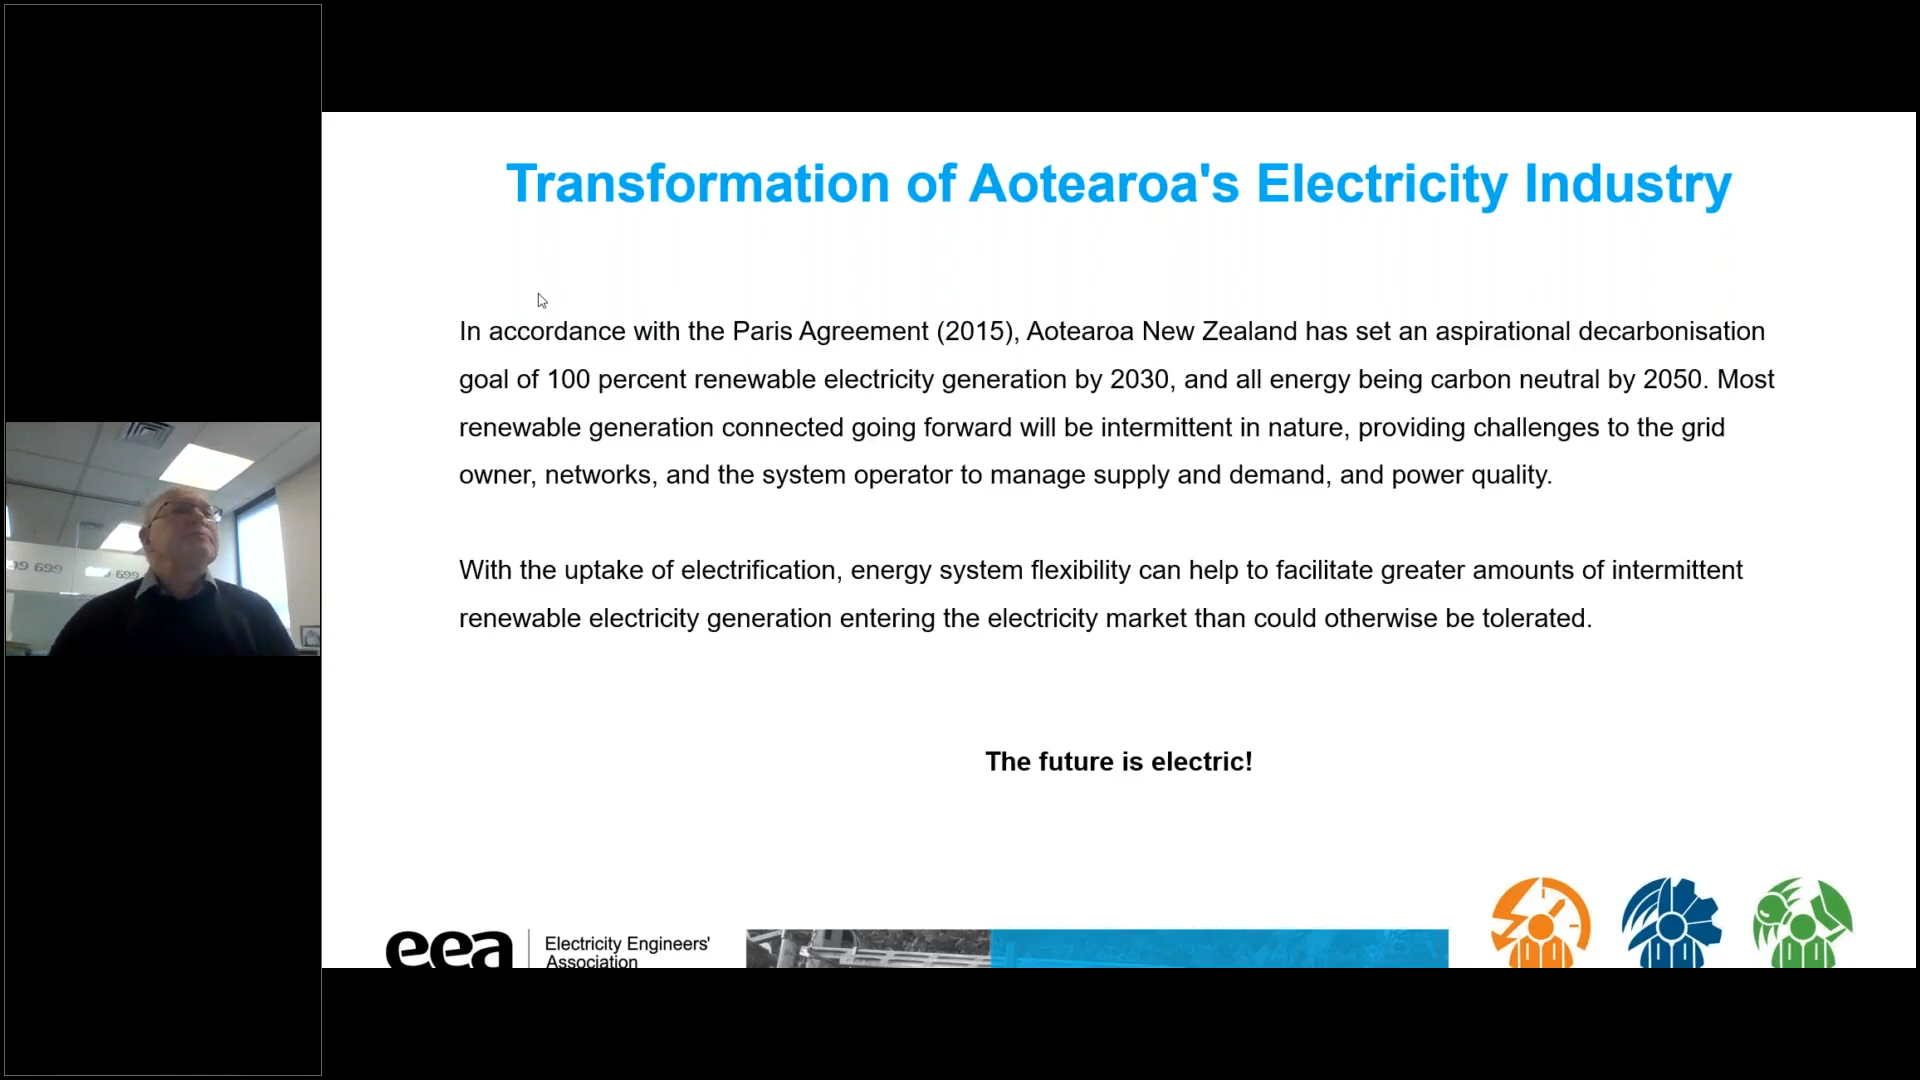 Transformation of Aotearoa's Electricity Industry
In accordance with the Paris Agreement (2015), Aotearoa New Zealand has set an aspirational decarbonisation
goal of 100 percent renewable electricity generation by 2030, and all energy being carbon neutral by 2050. Most
renewable generation connected going forward will be intermittent in nature, providing challenges to the grid
owner, networks, and the system operator to manage supply and demand, and power quality.
With the uptake of electrification, energy system flexibility can help to facilitate greater amounts of intermittent
renewable electricity generation entering the electricity market than could otherwise be tolerated.
The future is electric!
eea
Electricity Engineers'
Association
eea
eea